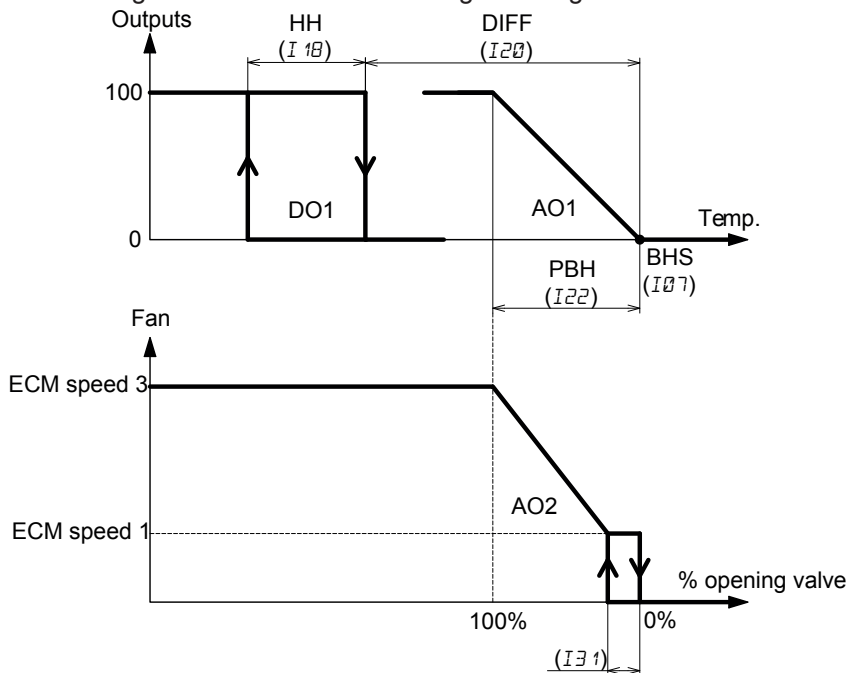 Outputs
HH
(I18)
DIFF
(I20)
100
DO1
AO1
Temp.
0
PBH
(I22)
BHS
(I07)
Fan
ECM speed 3
AO2
ECM speed 1
% opening valve
100%
0%
(I31)